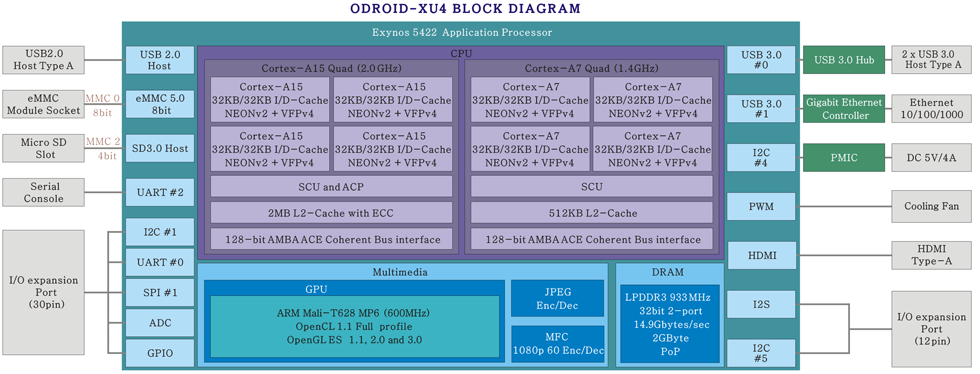 ODROID-XU4 BLOCK DIAGRAM
Exynos 5422 Application Processor
USB2.0
Host Type A
eMMC
Module Socket
MMC 0
8bit
Micro SD
Slot
MMC 2
4bit
Serial
Console
I/O expansion
Port
(30pin)
USB 2.0
Host
eMMC 5.0
8bit
SD3.0 Host
UART #2
I2C #1
UART #0
SPI #1
ADC
GPIO
CPU
Cortex-A15 Quad (2.0GHz)
Cortex-A15
32KB/32KB I/D-Cache
NEONv2 + VFPv4
Cortex-A15
32KB/32KB I/D-Cache
NEONv2 + VFPv4
Cortex-A15
32KB/32KB I/D-Cache
NEONv2 + VFPv4
Cortex-A15
32KB/32KB I/D-Cache
NEONv2 + VFPv4
SCU and ACP
2MB L2-Cache with ECC
128-bit AMBA ACE Coherent Bus interface
Cortex-A7 Quad (1.4GHz)
Cortex-A7
32KB/32KB I/D-Cache
NEONv2 + VFPv4
Cortex-A7
32KB/32KB I/D-Cache
NEONv2 + VFPv4
Cortex-A7
32KB/32KB I/D-Cache
NEONv2 + VFPv4
Cortex-A7
32KB/32KB I/D-Cache
NEONv2 + VFPv4
SCU
512KB L2-Cache
128-bit AMBA ACE Coherent Bus interface
Multimedia
GPU
ARM Mali-T628 MP6 (600MHz)
OpenCL 1.1 Full profile
OpenGL ES 1.1, 2.0 and 3.0
JPEG
Enc/Dec
MFC
1080p 60 Enc/Dec
DRAM
LPDDR3 933MHz
32bit 2-port
14.9Gbytes/sec
2GByte
PoP
USB 3.0
#0
USB 3.0
#1
I2C
#4
PWM
HDMI
I2S
I2C
#5
USB 3.0 Hub
Gigabit Ethernet
Controller
PMIC
2 x USB 3.0
Host Type A
Ethernet
10/100/1000
DC 5V/4A
Cooling Fan
HDMI
Type-A
I/O expansion
Port
(12pin)